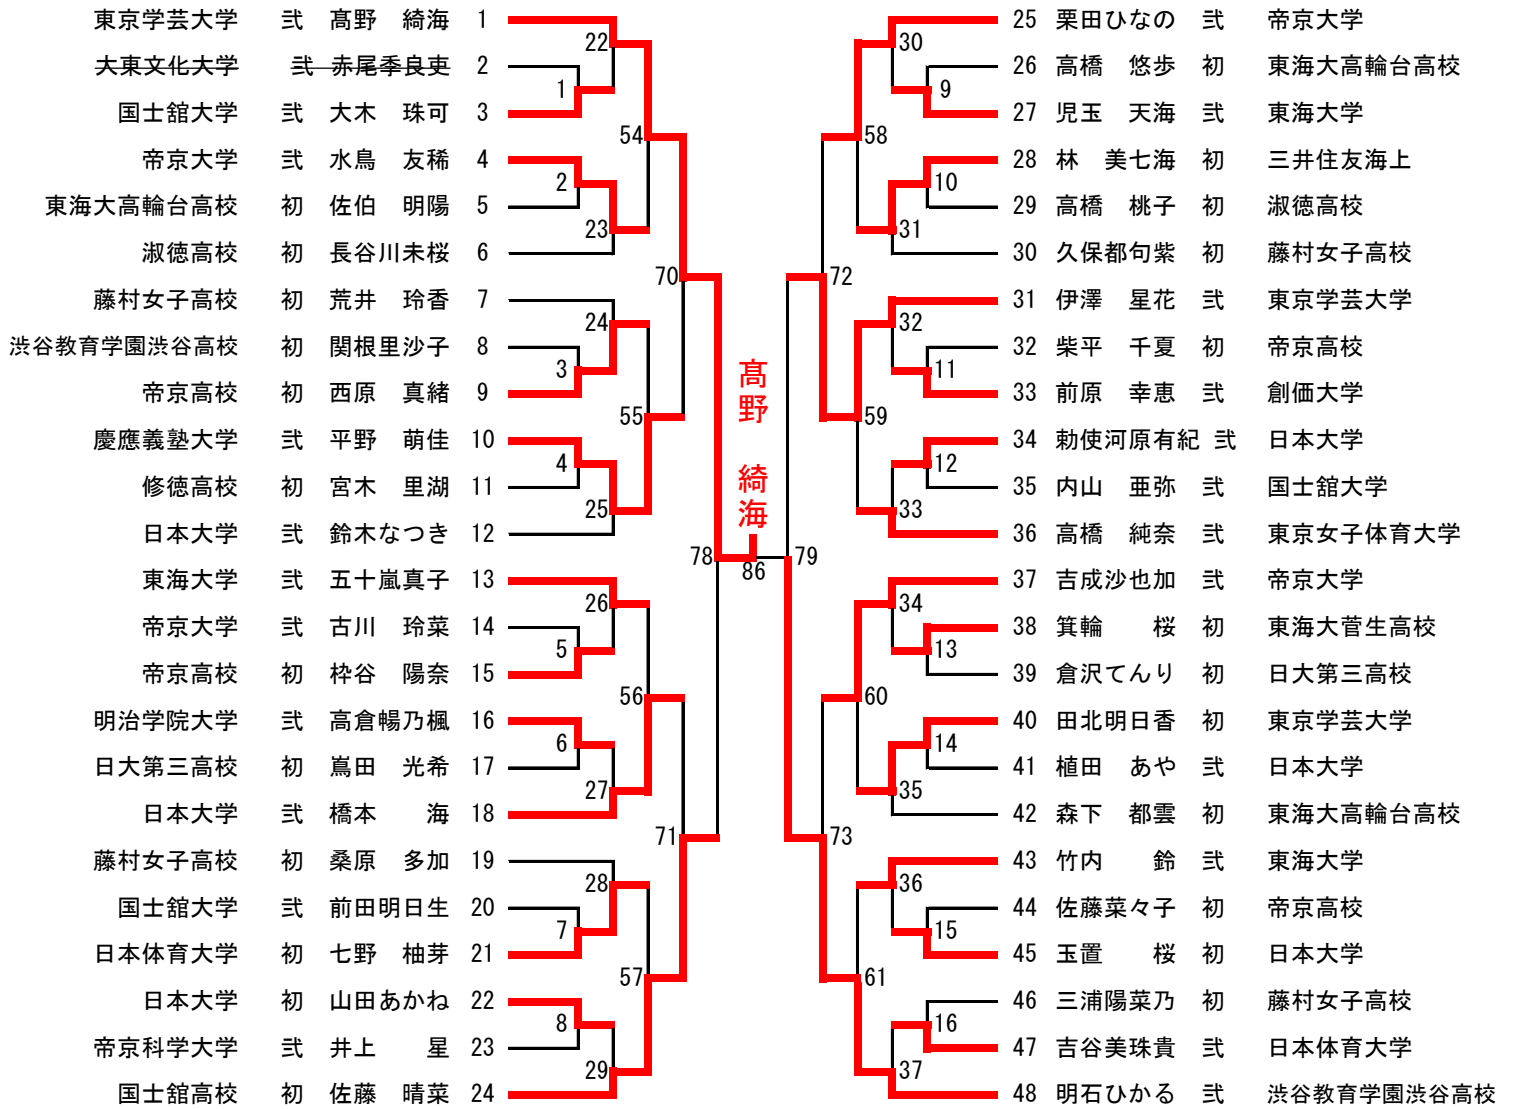 東京学芸大学 弐 髙野 綺海 1
大東文化大学 弐 赤尾季良吏 2
国士舘大学 弐 大木 珠可 3
帝京大学 弐 水鳥 友稀 4
東海大高輪台高校 初 佐伯 明陽 5
淑徳高校 初 長谷川未桜 6
藤村女子高校 初 荒井 玲香 7
渋谷教育学園渋谷高校 初 関根里沙子 8
帝京高校 初 西原 真緒 9
慶應義塾大学 弐 平野 萌佳 10
修徳高校 初 宮木 里湖 11
日本大学 弐 鈴木なつき 12
東海大学 弐 五十嵐真子 13
帝京大学 弐 古川 玲菜 14
帝京高校 初 枠谷 陽奈 15
明治学院大学 弐 高倉暢乃楓 16
日大第三高校 初 嶌田 光希 17
日本大学 弐 橋本 海 18
藤村女子高校 初 桑原 多加 19
国士舘大学 弐 前田明日生 20
日本体育大学 初 七野 柚芽 21
日本大学 初 山田あかね 22
帝京科学大学 弐 井上 星 23
国士舘高校 初 佐藤 晴菜 24
22
1
54
2
23
70
24
3
55
4
25
78
26
5
56
6
27
71
28
7
57
8
29
髙野 綺海
86
30
9
58
10
31
72
32
11
59
12
33
79
34
13
60
14
35
73
36
15
61
16
37
25 栗田ひなの 弐 帝京大学
26 高橋 悠歩 初 東海大高輪台高校
27 児玉 天海 弐 東海大学
28 林 美七海 初 三井住友海上
29 高橋 桃子 初 淑徳高校
30 久保都句紫 初 藤村女子高校
31 伊澤 星花 弐 東京学芸大学
32 柴平 千夏 初 帝京高校
33 前原 幸恵 弐 創価大学
34 勅使河原有紀 弐 日本大学
35 内山 亜弥 弐 国士舘大学
36 高橋 純奈 弐 東京女子体育大学
37 吉成沙也加 弐 帝京大学
38 箕輪 桜 初 東海大菅生高校
39 倉沢てんり 初 日大第三高校
40 田北明日香 初 東京学芸大学
41 植田 あや 弐 日本大学
42 森下 都雲 初 東海大高輪台高校
43 竹内 鈴 弐 東海大学
44 佐藤菜々子 初 帝京高校
45 玉置 桜 初 日本大学
46 三浦陽菜乃 初 藤村女子高校
47 吉谷美珠貴 弐 日本体育大学
48 明石ひかる 弐 渋谷教育学園渋谷高校